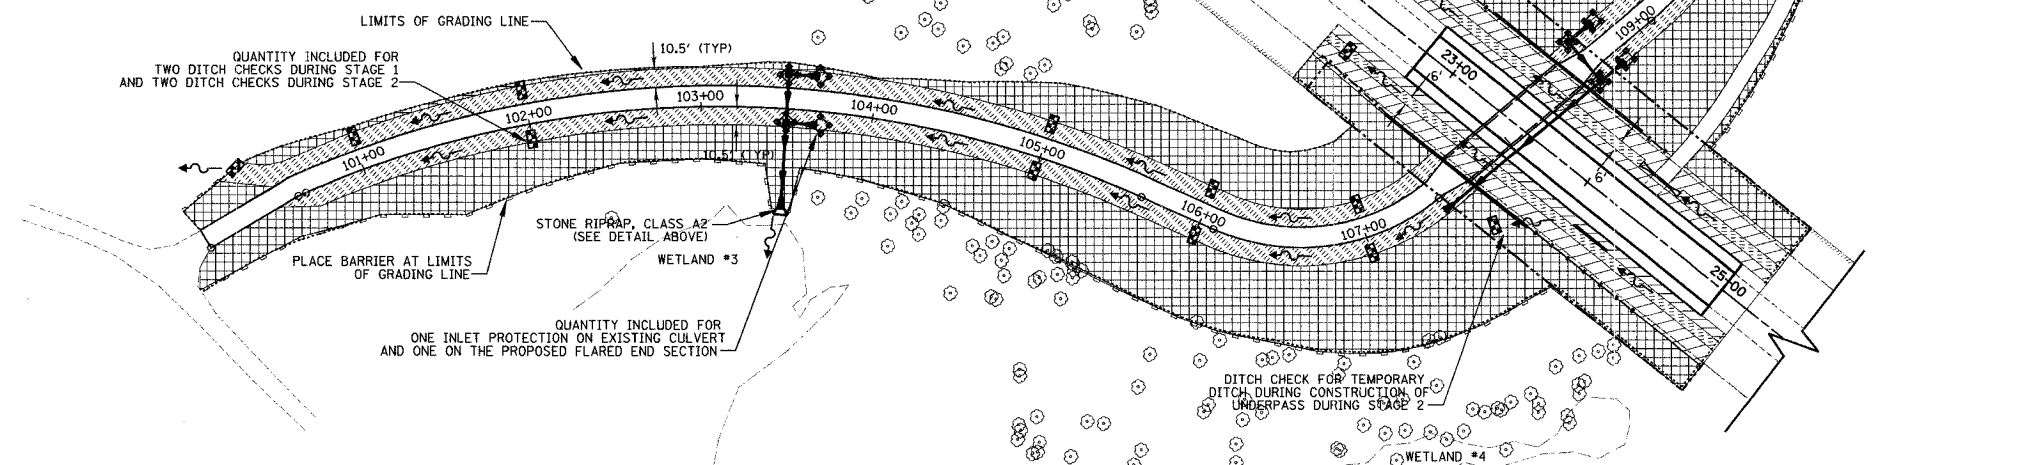 LIMITS OF GRADING LINE
10.5' (TYP)
QUANTITY INCLUDED FOR
TWO DITCH CHECKS DURING STAGE 1
AND TWO DITCH CHECKS DURING STAGE 2
101+00
102+00
103+00
104+00
105+00
106+00
107+00
109+00
23+00
6'
6'
25+00
10.5' (TYP)
STONE RIPRAP, CLASS A2
(SEE DETAIL ABOVE)
WETLAND #3
PLACE BARRIER AT LIMITS
OF GRADING LINE
QUANTITY INCLUDED FOR
ONE INLET PROTECTION ON EXISTING CULVERT
AND ONE ON THE PROPOSED FLARED END SECTION
DITCH CHECK FOR TEMPORARY
DITCH DURING CONSTRUCTION OF
UNDERPASS DURING STAGE 2
WETLAND #4